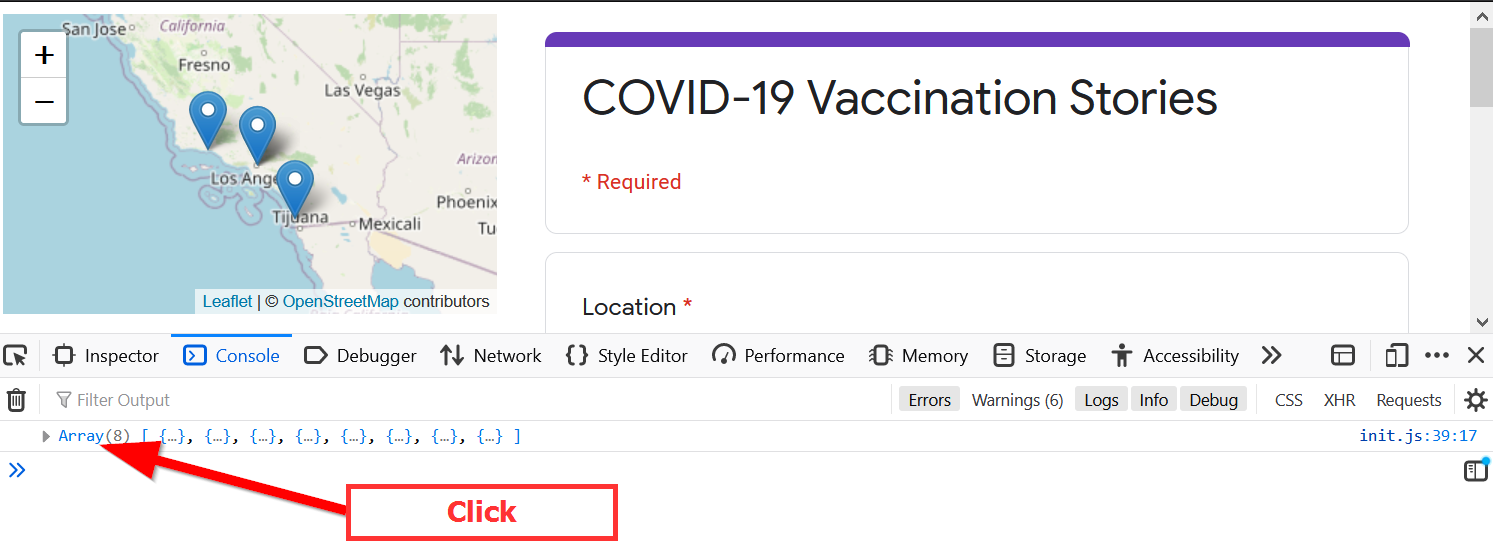 San Jose
California
+
Fresno
−
Las Vegas
Los Ange
Arizon
Phoenix
Tijuana
Mexicali
Tu
Leaflet | © OpenStreetMap contributors
COVID-19 Vaccination Stories
* Required
Location *
Inspector Console Debugger Network {} Style Editor Performance Memory Storage Accessibility
Filter Output Errors Warnings (6) Logs Info Debug CSS XHR Requests
Array(8) [ {…}, {…}, {…}, {…}, {…}, {…}, {…}, {…} ] init.js:39:17
Click